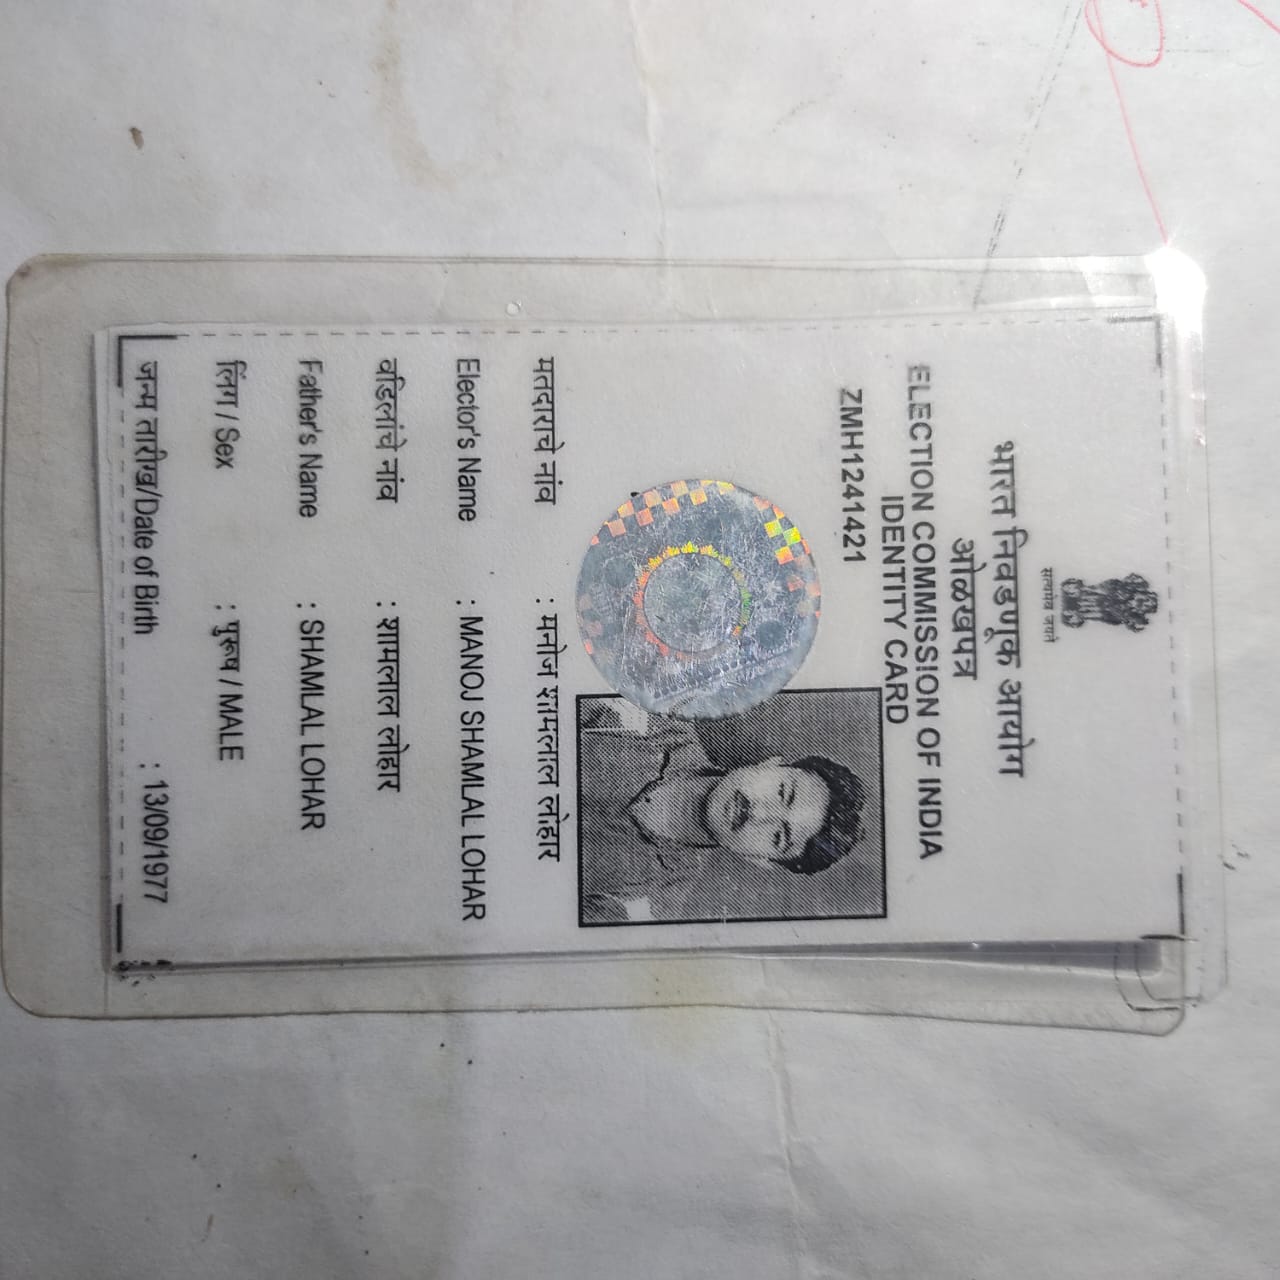 सत्यमेव जयते
भारत निवडणूक आयोग
ओळखपत्र
ELECTION COMMISSION OF INDIA
IDENTITY CARD
ZMH1241421
मतदाराचे नांव : मनोज शामलाल लोहार
Elector's Name : MANOJ SHAMLAL LOHAR
वडिलांचे नांव : शामलाल लोहार
Father's Name : SHAMLAL LOHAR
लिंग / Sex : पुरूष / MALE
जन्म तारीख/Date of Birth : 13/09/1977